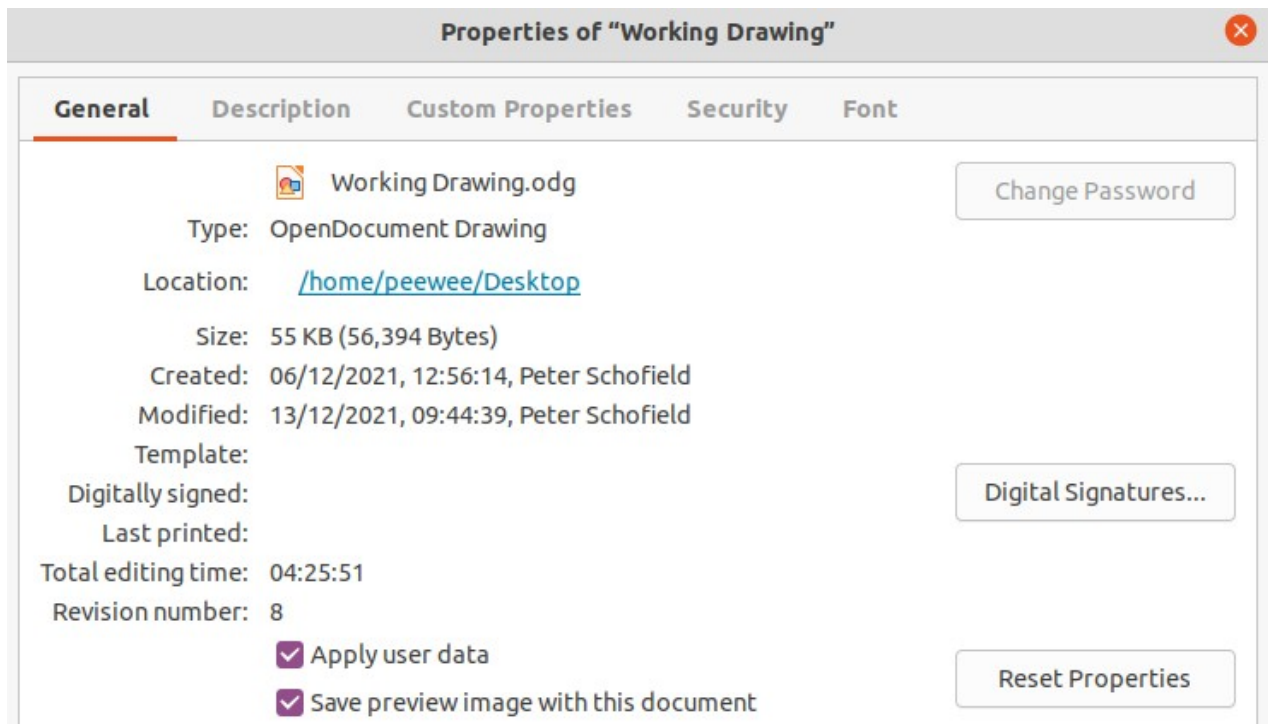 Properties of “Working Drawing”
General Description Custom Properties Security Font
Working Drawing.odg Change Password
Type: OpenDocument Drawing
Location: /home/peewee/Desktop
Size: 55 KB (56,394 Bytes)
Created: 06/12/2021, 12:56:14, Peter Schofield
Modified: 13/12/2021, 09:44:39, Peter Schofield
Template:
Digitally signed: Digital Signatures...
Last printed:
Total editing time: 04:25:51
Revision number: 8
Apply user data
Reset Properties
Save preview image with this document